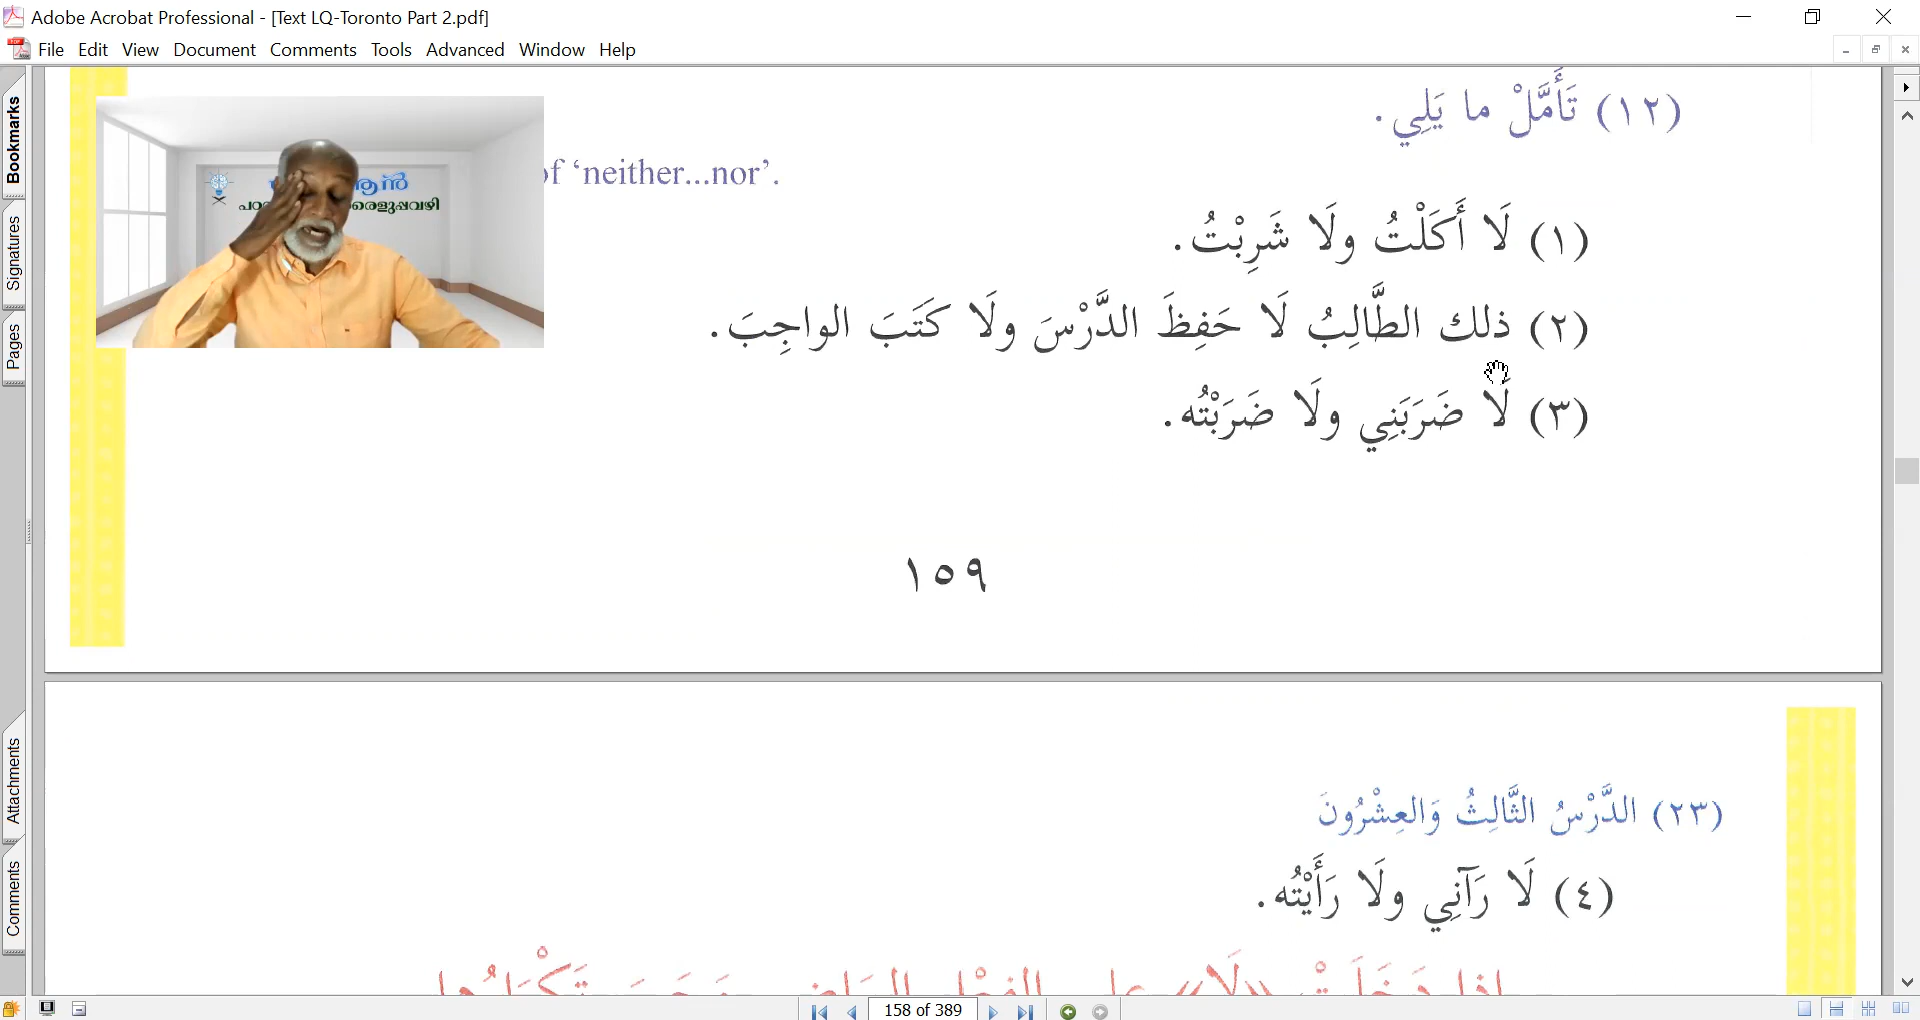 Adobe Acrobat Professional - [Text LQ-Toronto Part 2.pdf]
File Edit View Document Comments Tools Advanced Window Help
Bookmarks
Signatures
Pages
Attachments
Comments
(١٢) تَأَمَّلْ ما يَلِي.
of ‘neither...nor’.
(١) لَا أَكَلْتُ ولَا شَرِبْتُ.
(٢) ذلك الطَّالِبُ لَا حَفِظَ الدَّرْسَ ولَا كَتَبَ الواجِبَ.
(٣) لَا ضَرَبَنِي ولَا ضَرَبْتُه.
١٥٩
(٢٣) الدَّرْسُ الثَّالِثُ وَالعِشْرُونَ
(٤) لَا رَآنِي ولَا رَأَيْتُه.
158 of 389